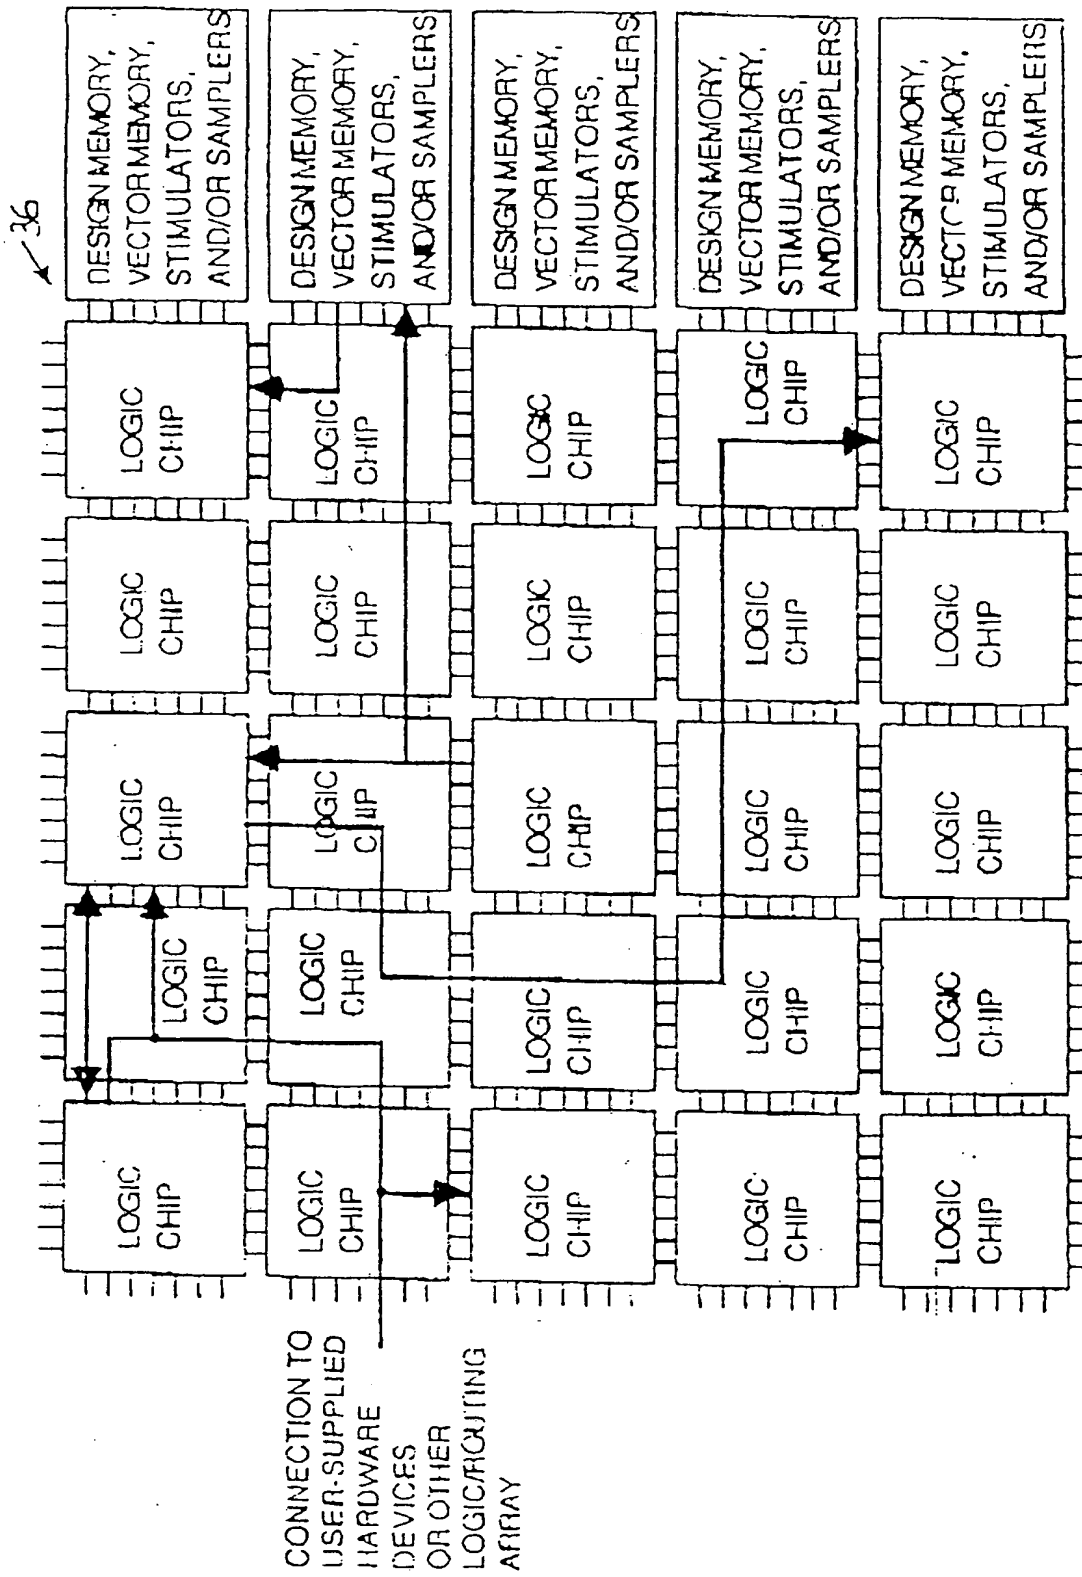 36
LOGIC
CHIP
LOGIC
CHIP
LOGIC
CHIP
LOGIC
CHIP
LOGIC
CHIP
DESIGN MEMORY,
VECTOR MEMORY,
STIMULATORS,
AND/OR SAMPLERS
CONNECTION TO
USER-SUPPLIED
HARDWARE
DEVICES
OR OTHER
LOGIC/ROUTING
ARRAY
LOGIC
CHIP
LOGIC
CHIP
LOGIC
CHIP
LOGIC
CHIP
LOGIC
CHIP
DESIGN MEMORY,
VECTOR MEMORY,
STIMULATORS,
AND/OR SAMPLERS
LOGIC
CHIP
LOGIC
CHIP
LOGIC
CHIP
LOGIC
CHIP
LOGIC
CHIP
DESIGN MEMORY,
VECTOR MEMORY,
STIMULATORS,
AND/OR SAMPLERS
LOGIC
CHIP
LOGIC
CHIP
LOGIC
CHIP
LOGIC
CHIP
LOGIC
CHIP
DESIGN MEMORY,
VECTOR MEMORY,
STIMULATORS,
AND/OR SAMPLERS
LOGIC
CHIP
LOGIC
CHIP
LOGIC
CHIP
LOGIC
CHIP
LOGIC
CHIP
DESIGN MEMORY,
VECTOR MEMORY,
STIMULATORS,
AND/OR SAMPLERS